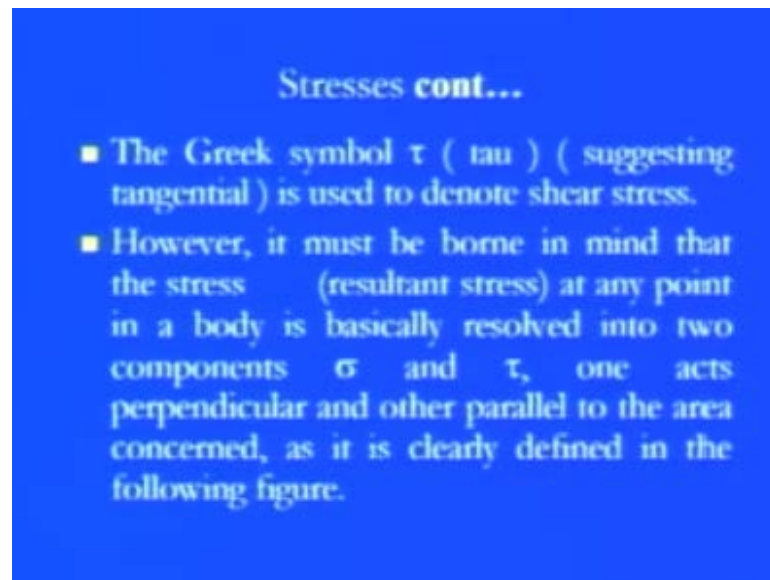 Stresses cont...
The Greek symbol τ ( tau ) ( suggesting
tangential ) is used to denote shear stress.
However, it must be borne in mind that
the stress (resultant stress) at any point
in a body is basically resolved into two
components σ and τ, one acts
perpendicular and other parallel to the area
concerned, as it is clearly defined in the
following figure.